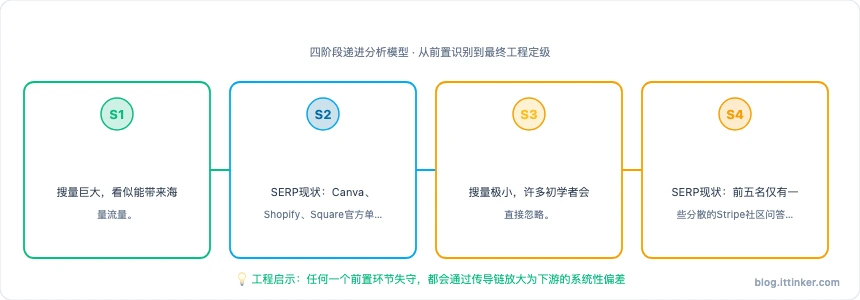 四阶段递进分析模型 · 从前置识别到最终工程定级
S1
搜量巨大，看似能带来海
量流量。
S2
SERP现状：Canva、
Shopify、Square官方单...
S3
搜量极小，许多初学者会
直接忽略。
S4
SERP现状：前五名仅有一
些分散的Stripe社区问答...
💡 工程启示：任何一个前置环节失守，都会通过传导链放大为下游的系统性偏差
blog.ittinker.com